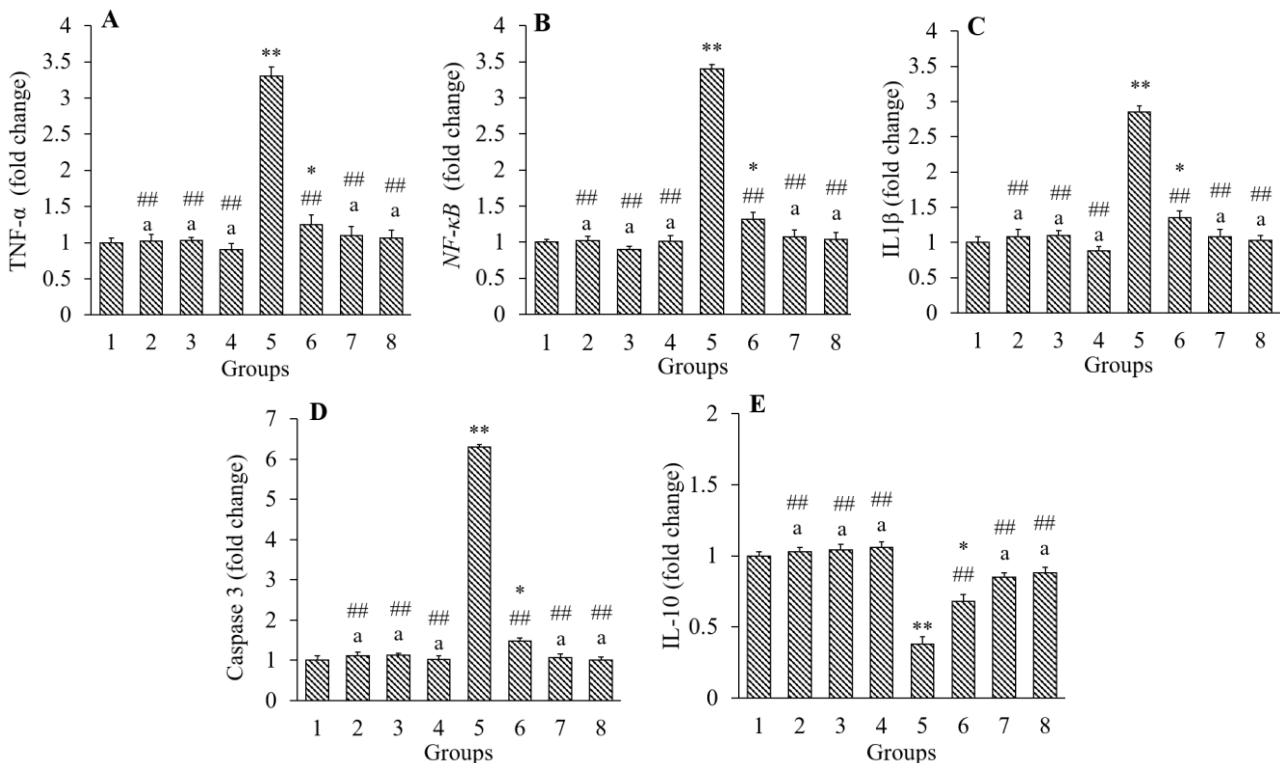 A
TNF-α (fold change)
4
3.5
3
2.5
2
1.5
1
0.5
0
**
*
## ## ## ## ## ##
a a a a
1 2 3 4 5 6 7 8
Groups
B
NF-κB (fold change)
4
3.5
3
2.5
2
1.5
1
0.5
0
**
*
## ## ## ## ## ##
a a a a a
1 2 3 4 5 6 7 8
Groups
C
IL1β (fold change)
4
3.5
3
2.5
2
1.5
1
0.5
0
**
*
## ## ## ## ## ##
a a a a a
1 2 3 4 5 6 7 8
Groups
D
Caspase 3 (fold change)
7
6
5
4
3
2
1
0
**
*
## ## ## ## ## ##
a a a a a
1 2 3 4 5 6 7 8
Groups
E
IL-10 (fold change)
2
1.5
1
0.5
0
## ## ## ## ##
a a a a a
*
##
**
1 2 3 4 5 6 7 8
Groups